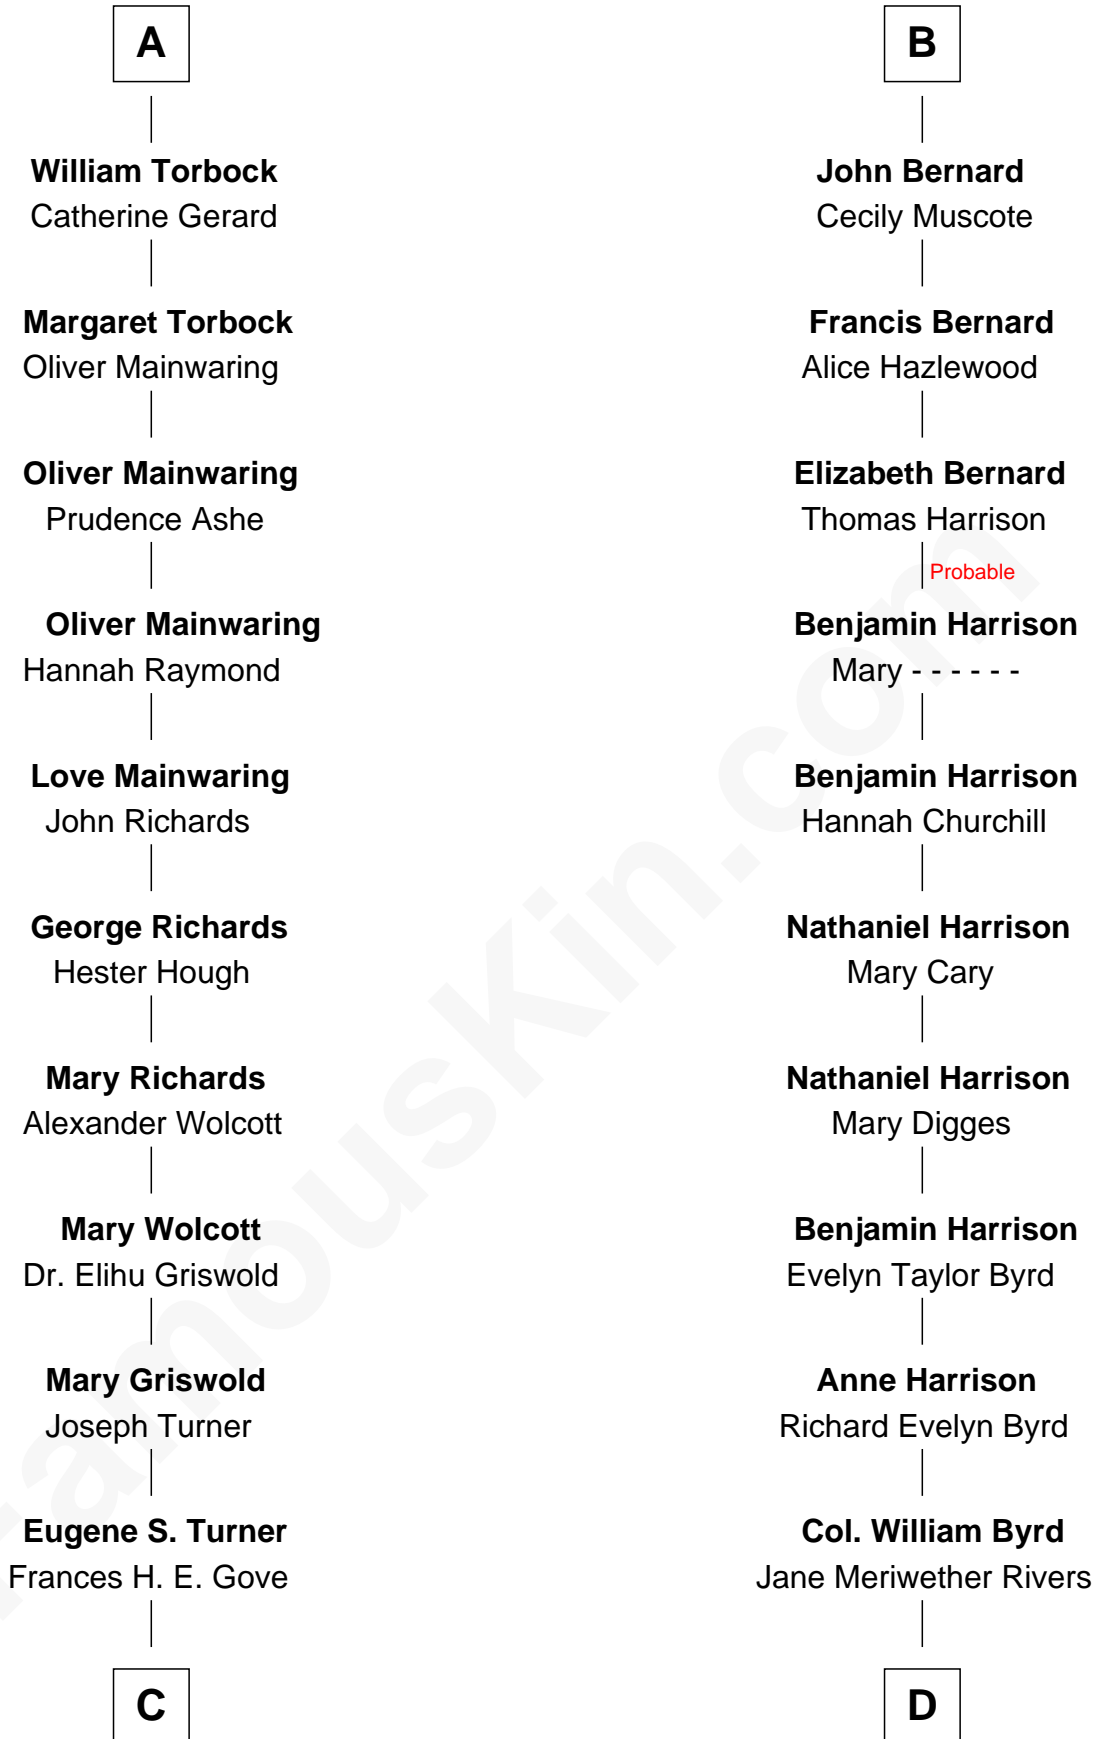 A
William Torbock
Catherine Gerard
Margaret Torbock
Oliver Mainwaring
Oliver Mainwaring
Prudence Ashe
Oliver Mainwaring
Hannah Raymond
Love Mainwaring
John Richards
George Richards
Hester Hough
Mary Richards
Alexander Wolcott
Mary Wolcott
Dr. Elihu Griswold
Mary Griswold
Joseph Turner
Eugene S. Turner
Frances H. E. Gove
C
B
John Bernard
Cecily Muscote
Francis Bernard
Alice Hazlewood
Elizabeth Bernard
Thomas Harrison
Probable
Benjamin Harrison
Mary - - - - - -
Benjamin Harrison
Hannah Churchill
Nathaniel Harrison
Mary Cary
Nathaniel Harrison
Mary Digges
Benjamin Harrison
Evelyn Taylor Byrd
Anne Harrison
Richard Evelyn Byrd
Col. William Byrd
Jane Meriwether Rivers
D
FamousKin.com